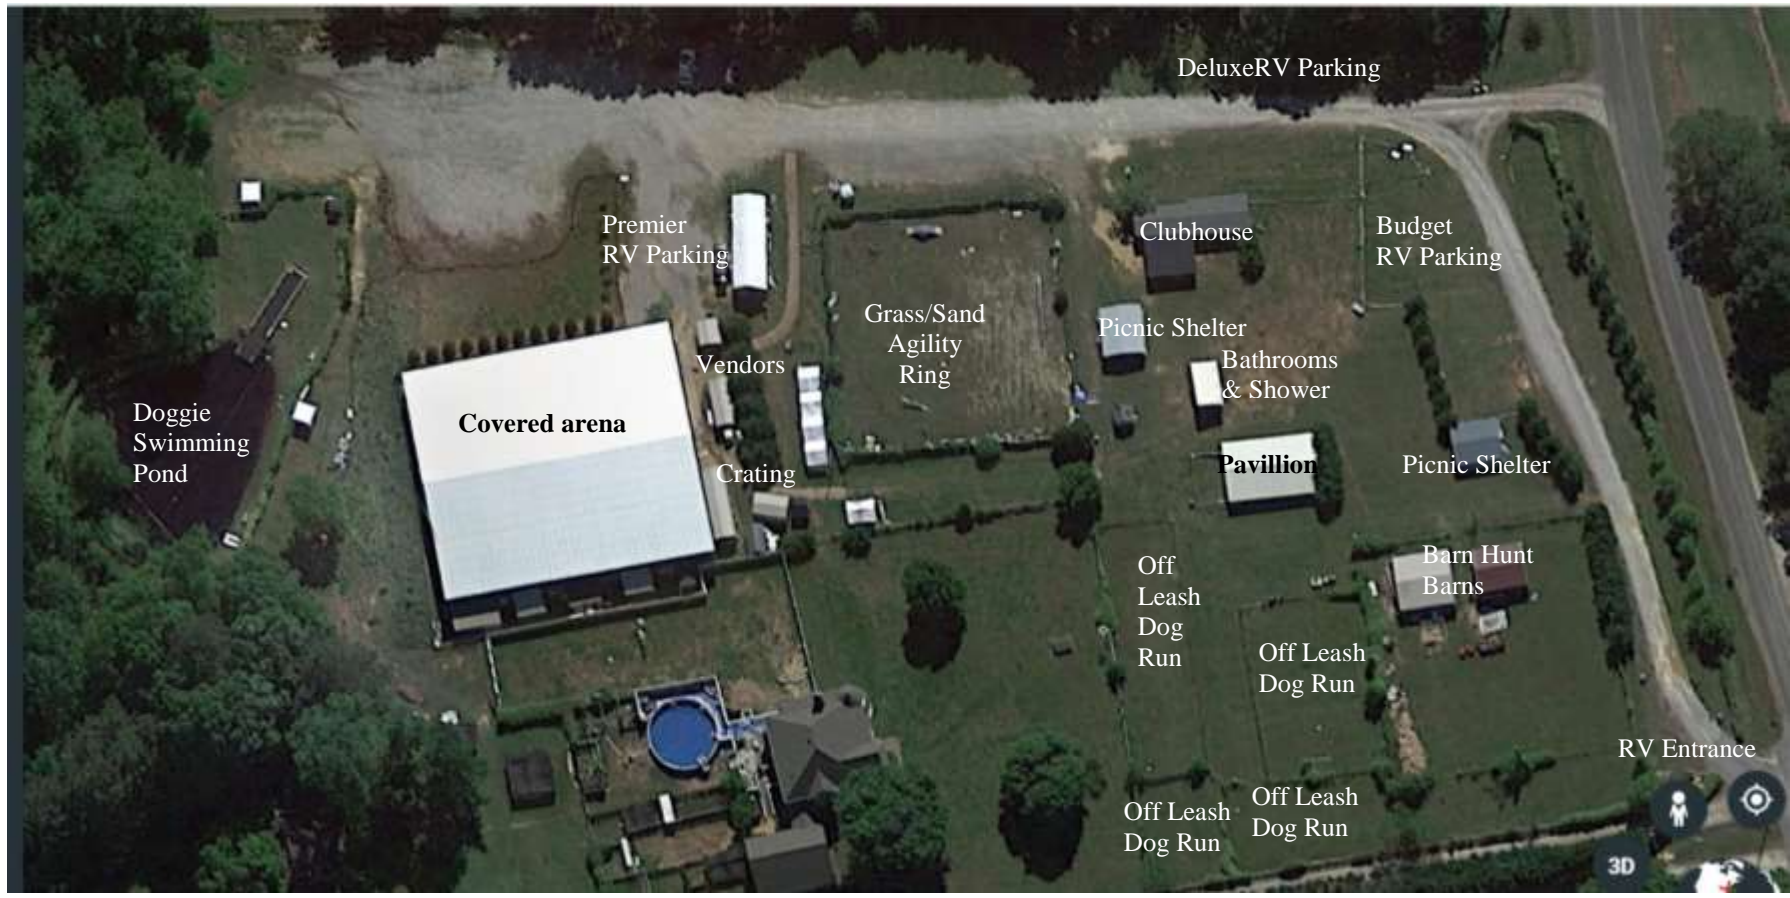 DeluxeRV Parking
Premier
RV Parking
Clubhouse
Budget
RV Parking
Grass/Sand
Agility
Ring
Picnic Shelter
Vendors
Bathrooms
& Shower
Doggie
Swimming
Pond
Covered arena
Crating
Pavillion
Picnic Shelter
Off
Leash
Dog
Run
Barn Hunt
Barns
Off Leash
Dog Run
RV Entrance
Off Leash
Dog Run
Off Leash
Dog Run
3D